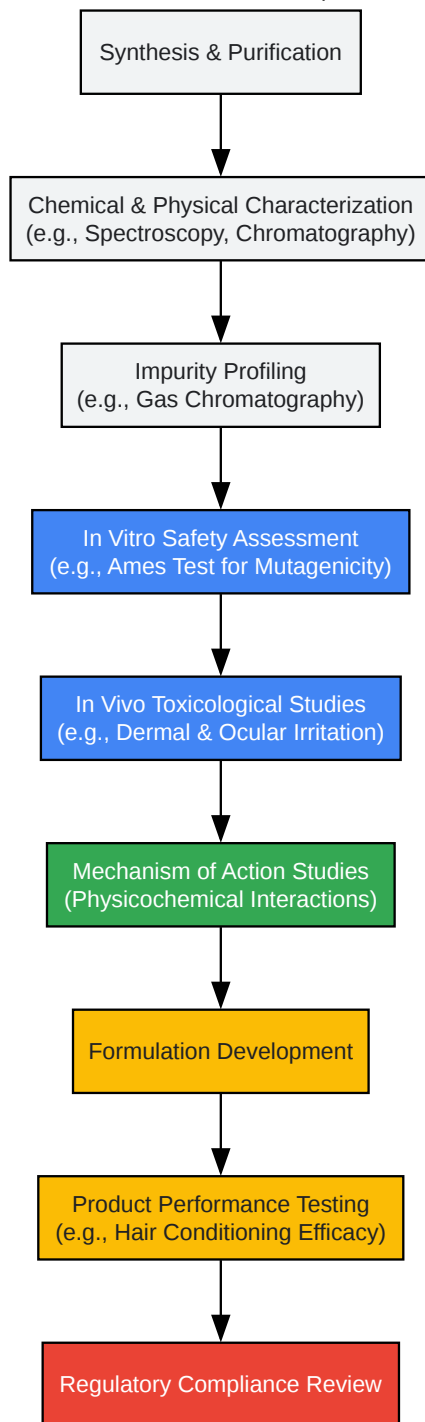 Synthesis & Purification
Chemical & Physical Characterization
(e.g., Spectroscopy, Chromatography)
Impurity Profiling
(e.g., Gas Chromatography)
In Vitro Safety Assessment
(e.g., Ames Test for Mutagenicity)
In Vivo Toxicological Studies
(e.g., Dermal & Ocular Irritation)
Mechanism of Action Studies
(Physicochemical Interactions)
Formulation Development
Product Performance Testing
(e.g., Hair Conditioning Efficacy)
Regulatory Compliance Review